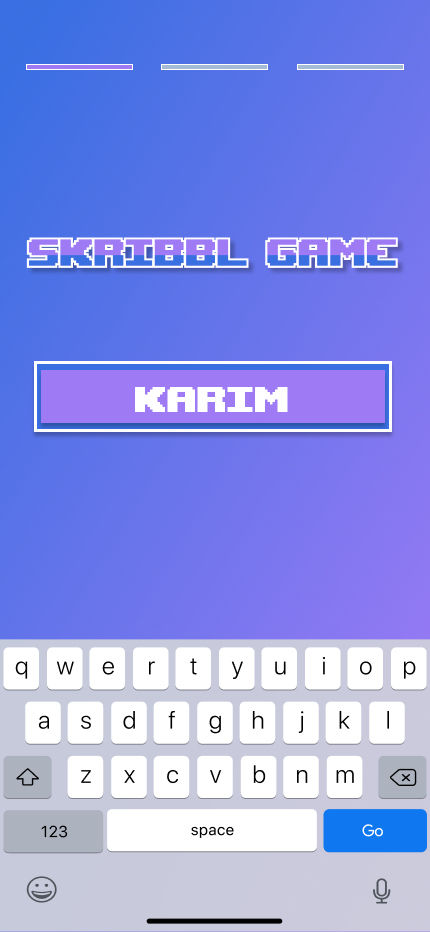 SKRIBBL GAME
KARIM
q w e r t y u i o p
a s d f g h j k l
z x c v b n m
123 space Go